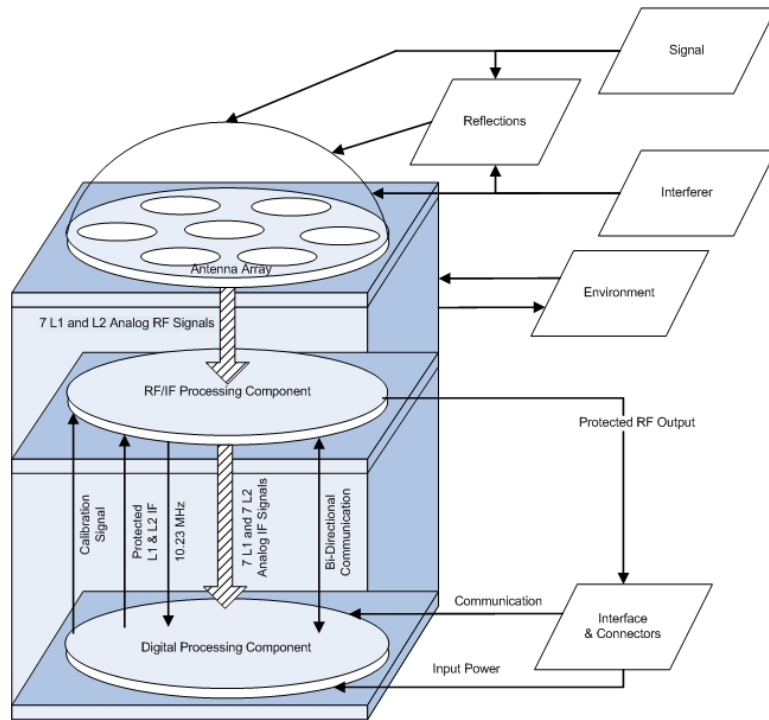 Signal
Reflections
Interferer
Environment
Antenna Array
7 L1 and L2 Analog RF Signals
RF/IF Processing Component
Protected RF Output
Calibration
Signal
Protected
L1 & L2 IF
10.23 MHz
7 L1 and 7 L2
Analog IF Signals
Bi-Directional
Communication
Communication
Interface
& Connectors
Digital Processing Component
Input Power